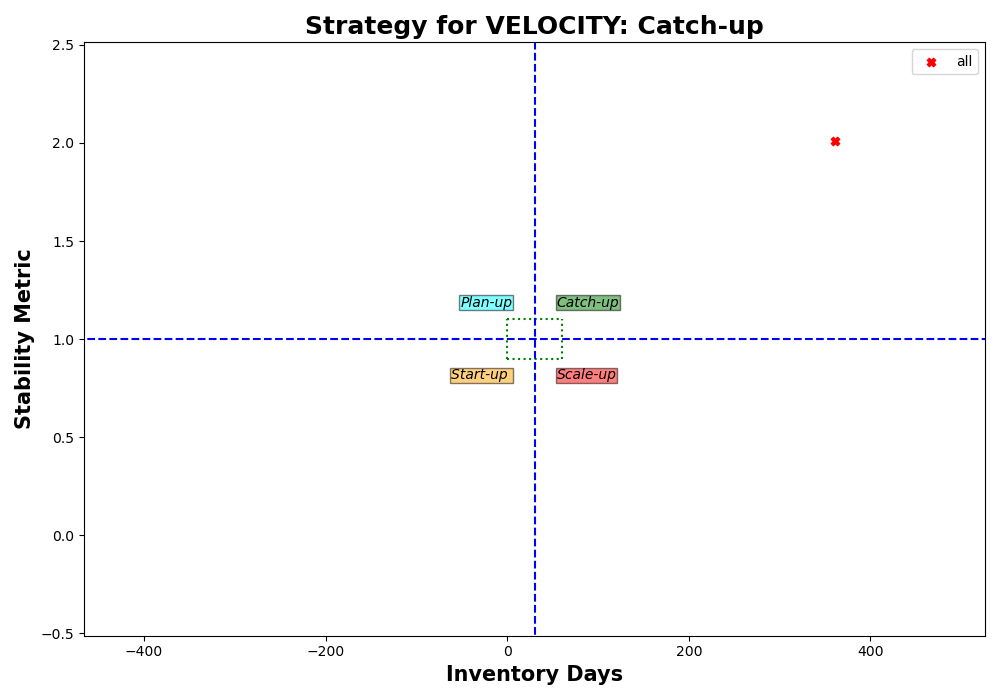 Strategy for VELOCITY: Catch-up
2.5
2.0
1.5
1.0
0.5
0.0
−0.5
Stability Metric
all
Plan-up
Catch-up
Start-up
Scale-up
−400
−200
0
200
400
Inventory Days